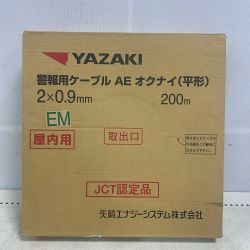 YAZAKI
警報用ケーブル AE オクナイ(平形)
2×0.9mm 200m
EM
屋内用
取出口
JCT認定品
矢崎エナジーシステム株式会社